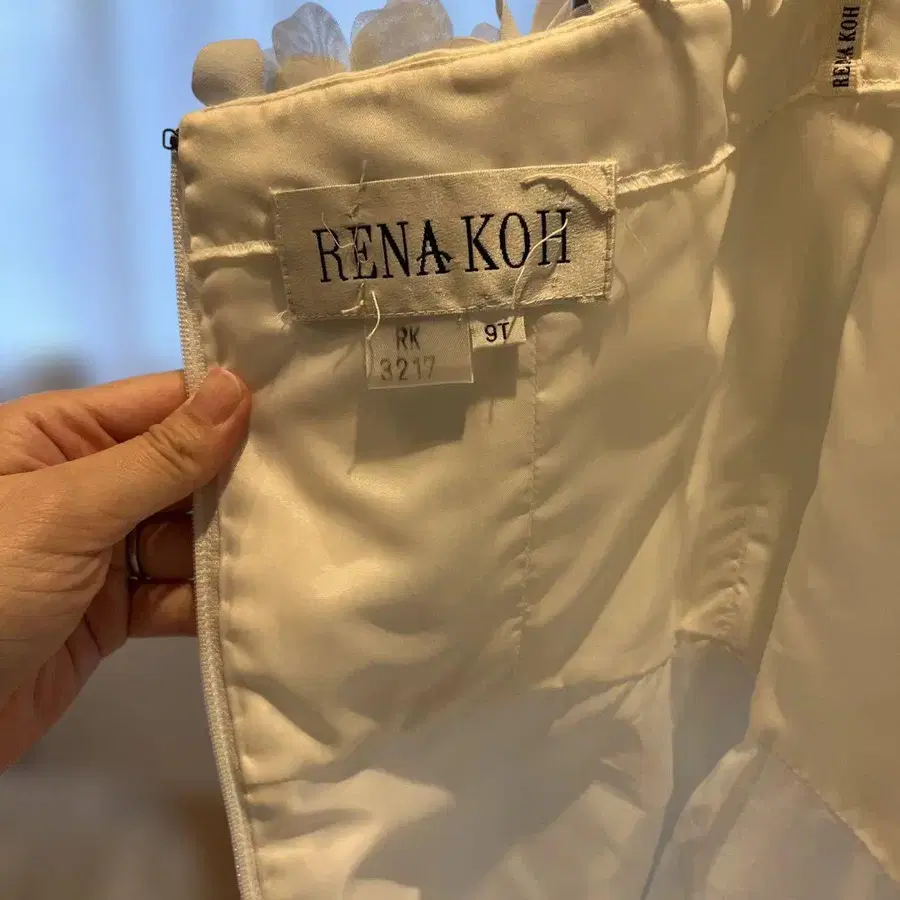 RENA KOH
RENA KOH
RK
3217
9T